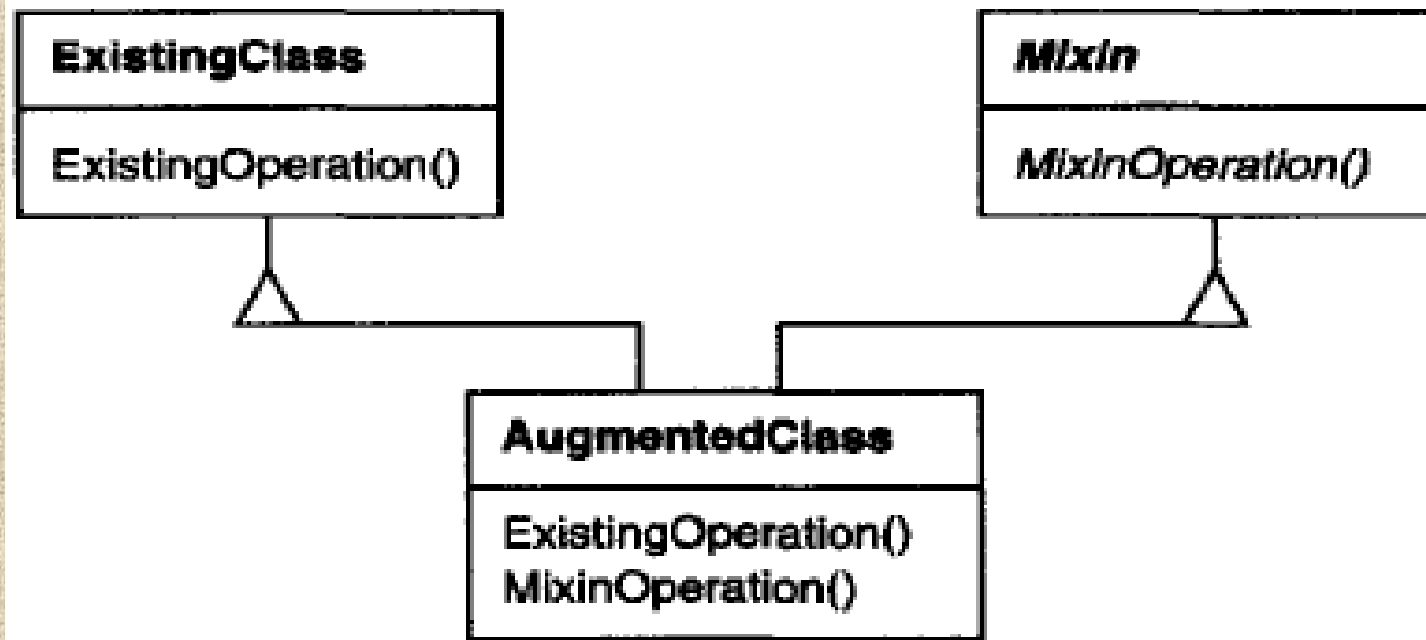 ExistingClass
ExistingOperation()
Mixin
MixinOperation()
AugmentedClass
ExistingOperation()
MixinOperation()